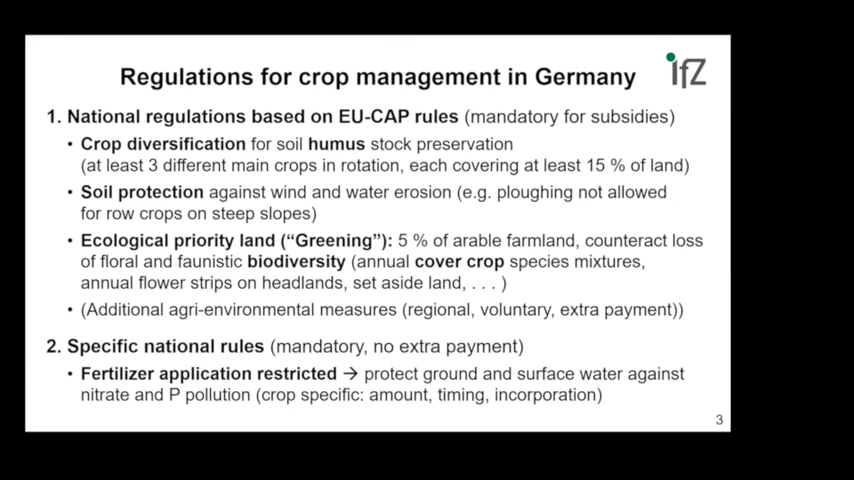 Regulations for crop management in Germany
ifZ
1. National regulations based on EU-CAP rules (mandatory for subsidies)
• Crop diversification for soil humus stock preservation
(at least 3 different main crops in rotation, each covering at least 15 % of land)
• Soil protection against wind and water erosion (e.g. ploughing not allowed
for row crops on steep slopes)
• Ecological priority land (“Greening”): 5 % of arable farmland, counteract loss
of floral and faunistic biodiversity (annual cover crop species mixtures,
annual flower strips on headlands, set aside land, . . . )
• (Additional agri-environmental measures (regional, voluntary, extra payment))
2. Specific national rules (mandatory, no extra payment)
• Fertilizer application restricted → protect ground and surface water against
nitrate and P pollution (crop specific: amount, timing, incorporation)
3